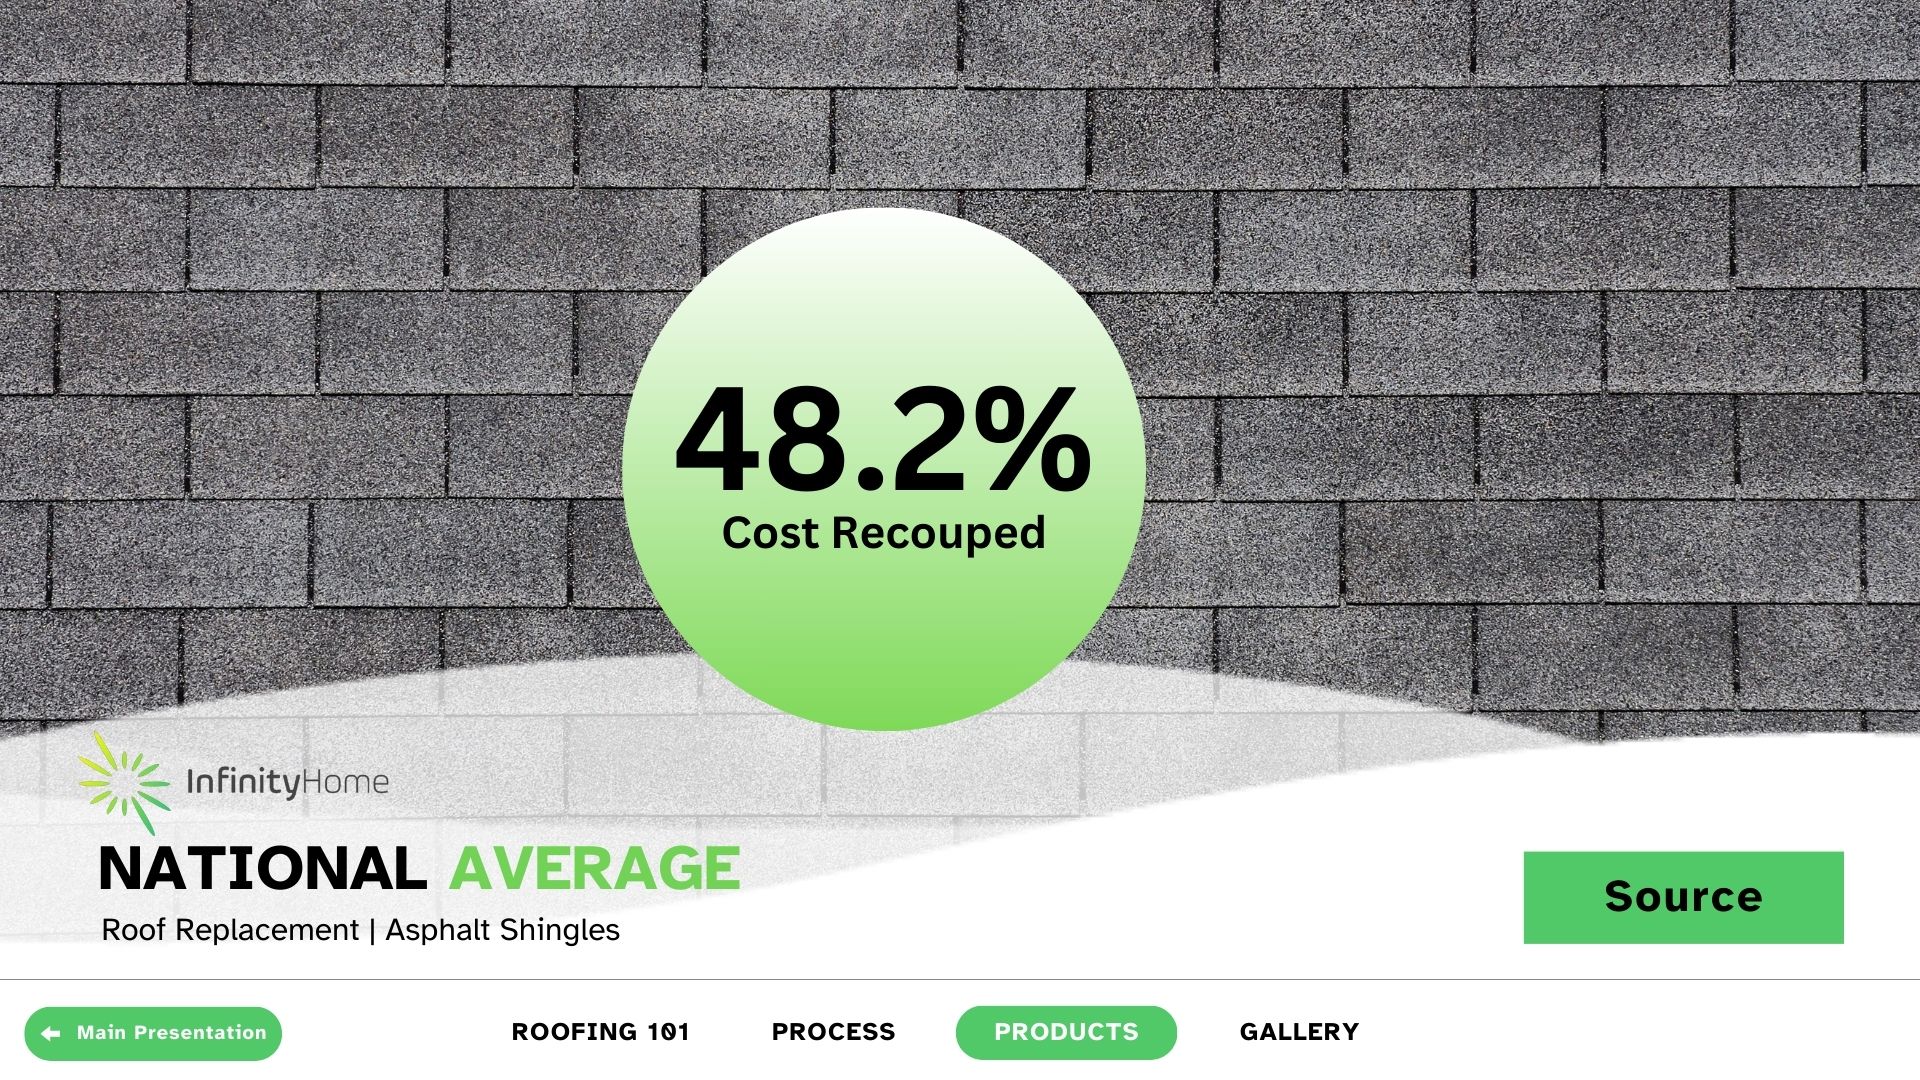 48.2%
Cost Recouped
InfinityHome
NATIONAL AVERAGE
Roof Replacement | Asphalt Shingles
Source
Main Presentation
ROOFING 101
PROCESS
PRODUCTS
GALLERY